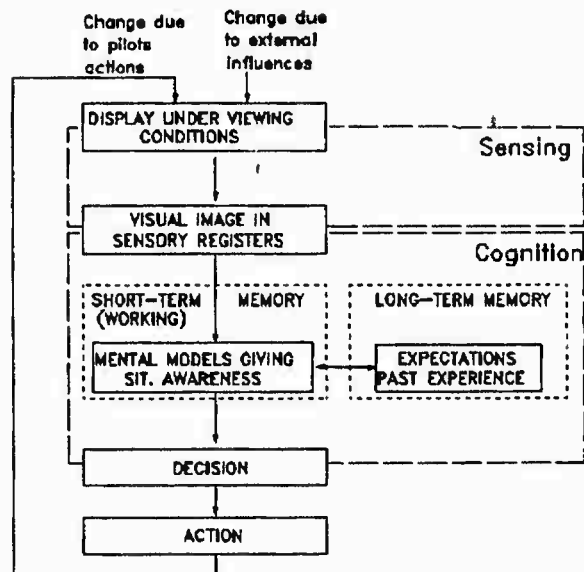 Change due
to pilots
actions
Change due
to external
influences
DISPLAY UNDER VIEWING
CONDITIONS
Sensing
VISUAL IMAGE IN
SENSORY REGISTERS
Cognition
SHORT-TERM MEMORY
(WORKING)
LONG-TERM MEMORY
MENTAL MODELS GIVING
SIT. AWARENESS
EXPECTATIONS
PAST EXPERIENCE
DECISION
ACTION